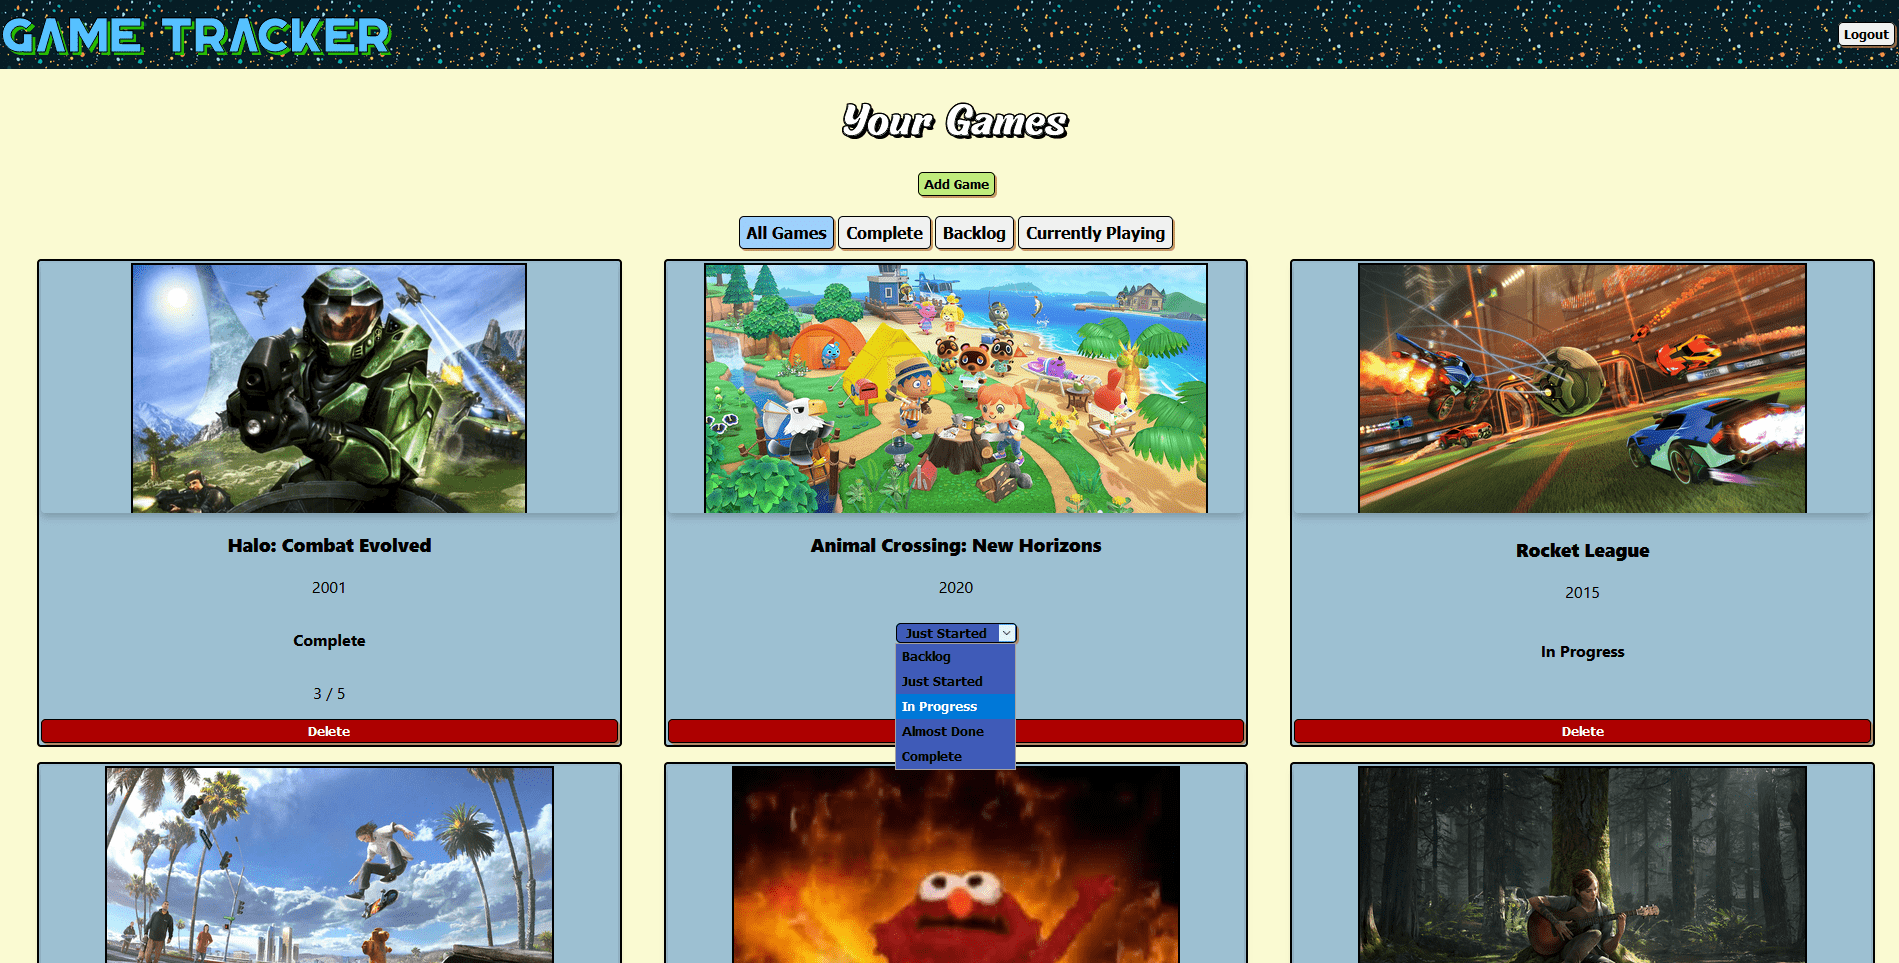 GAME TRACKER
Logout
Your Games
Add Game
All Games
Complete
Backlog
Currently Playing
Halo: Combat Evolved
2001
Complete
3 / 5
Delete
Animal Crossing: New Horizons
2020
Just Started
Backlog
Just Started
In Progress
Almost Done
Complete
Rocket League
2015
In Progress
Delete